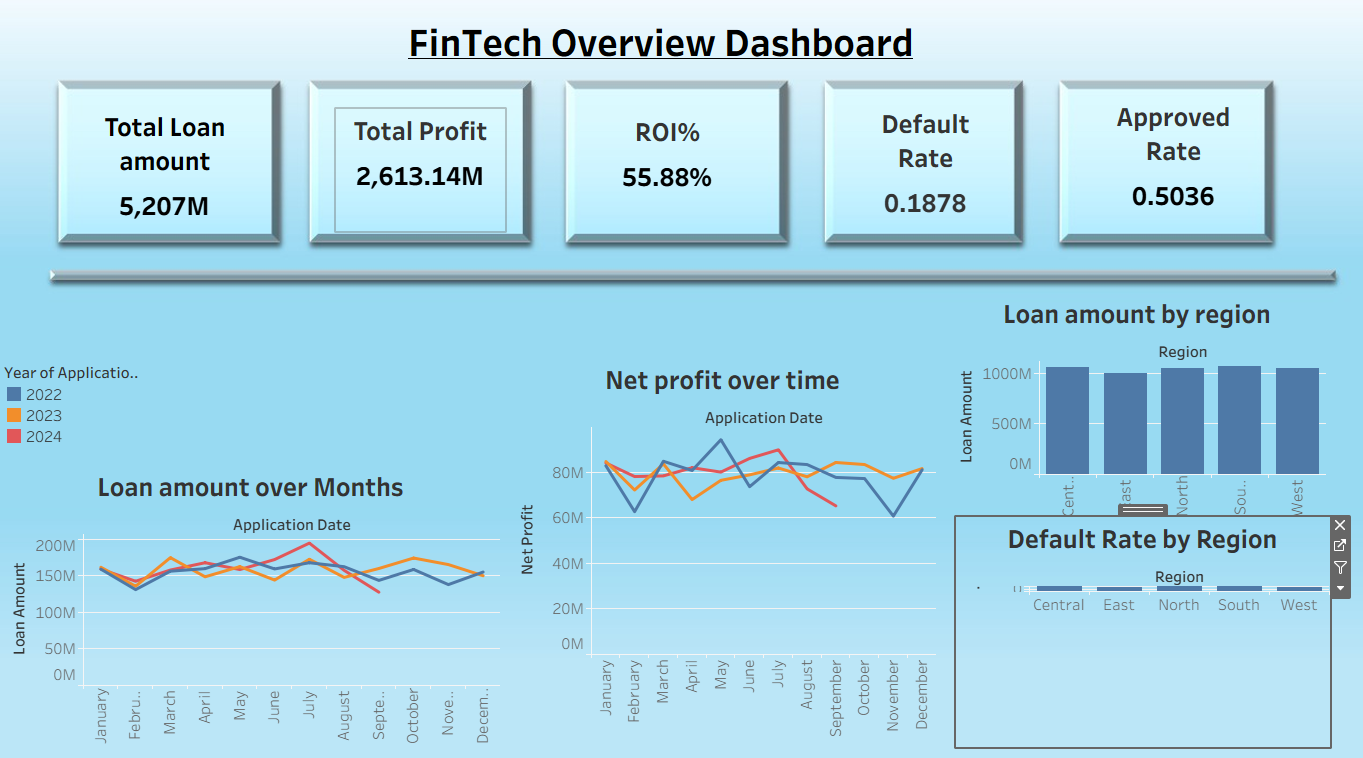 FinTech Overview Dashboard
Total Loan
amount
5,207M
Total Profit
2,613.14M
ROI%
55.88%
Default
Rate
0.1878
Approved
Rate
0.5036
Year of Applicatio..
2022
2023
2024
Loan amount over Months
Application Date
Loan Amount
200M
150M
100M
50M
0M
January
Febru..
March
April
May
June
July
August
Septe..
October
Nove..
Decem..
Net profit over time
Application Date
Net Profit
80M
60M
40M
20M
0M
January
February
March
April
May
June
July
August
September
October
November
December
Loan amount by region
Region
Loan Amount
1000M
500M
0M
Cent..
East
North
Sou..
West
Default Rate by Region
Region
Central
East
North
South
West